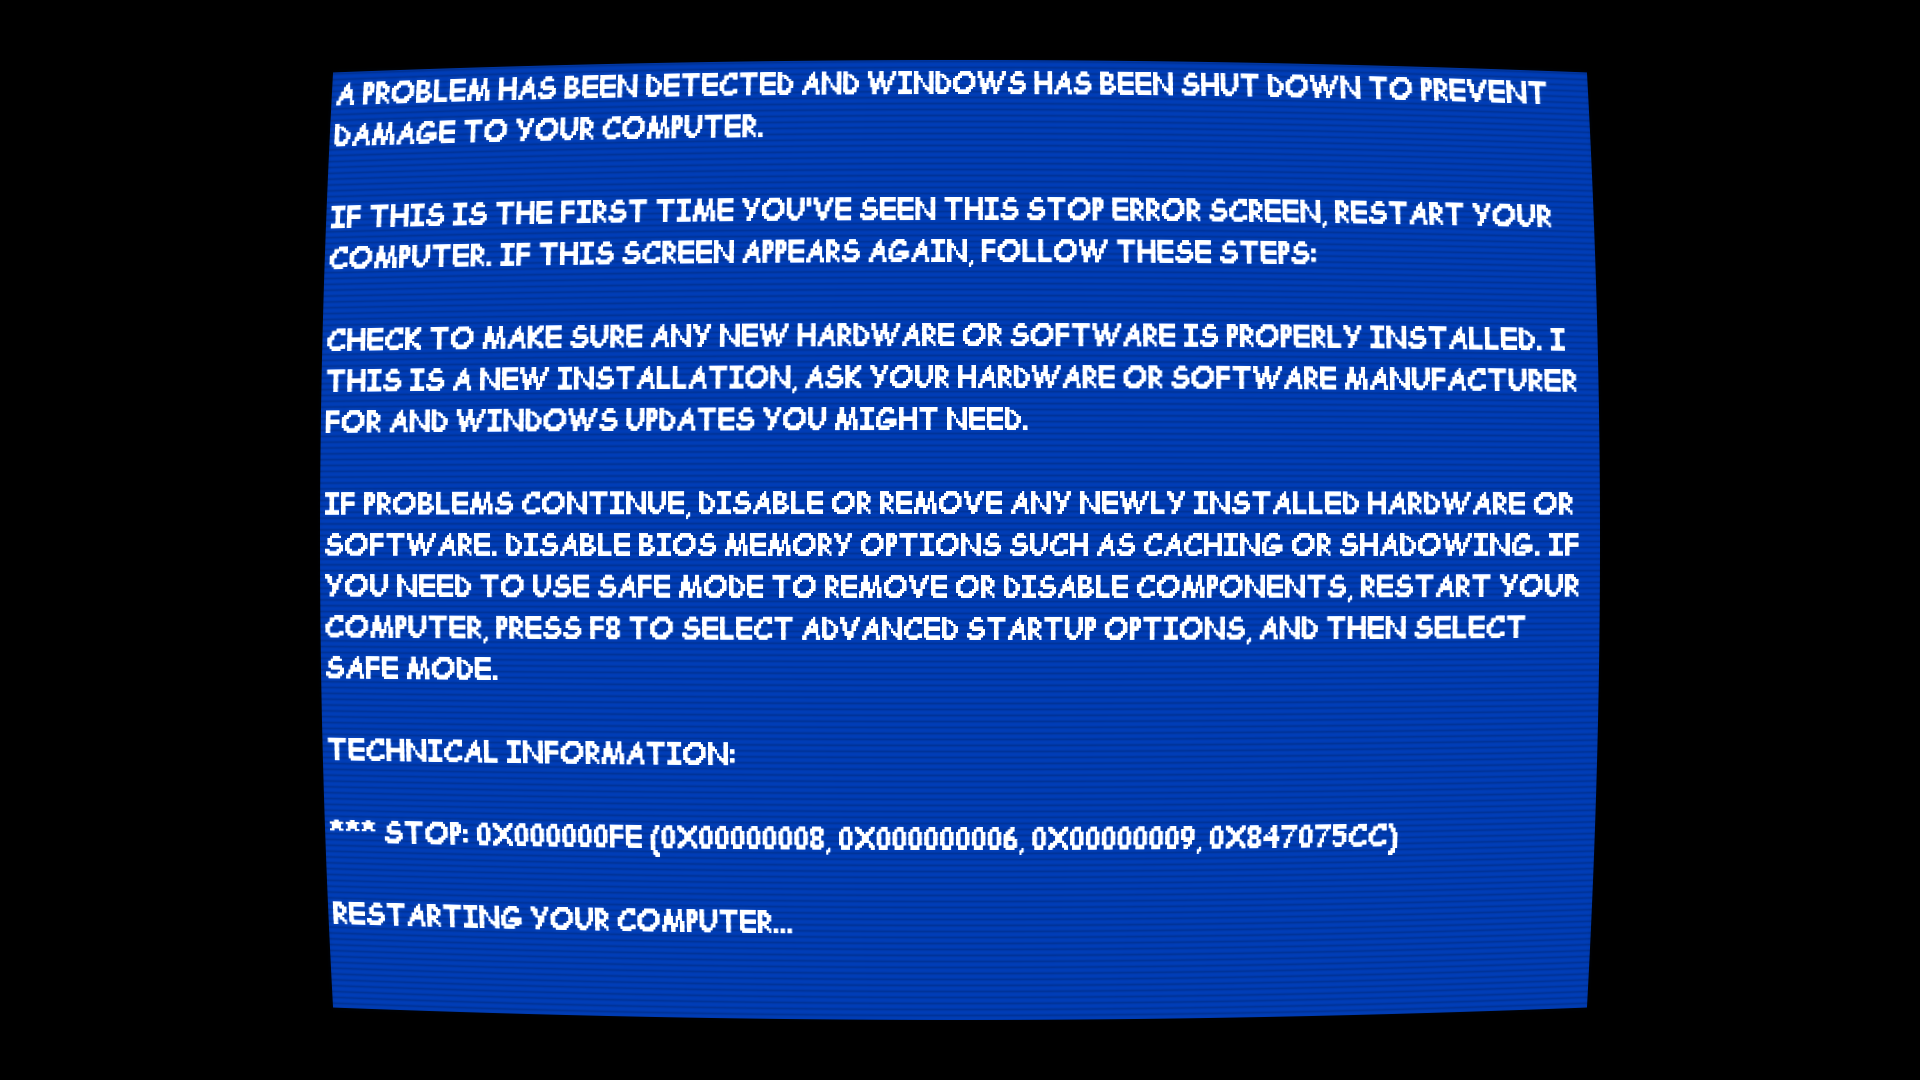 A PROBLEM HAS BEEN DETECTED AND WINDOWS HAS BEEN SHUT DOWN TO PREVENT
DAMAGE TO YOUR COMPUTER.
IF THIS IS THE FIRST TIME YOU'VE SEEN THIS STOP ERROR SCREEN, RESTART YOUR
COMPUTER. IF THIS SCREEN APPEARS AGAIN, FOLLOW THESE STEPS:
CHECK TO MAKE SURE ANY NEW HARDWARE OR SOFTWARE IS PROPERLY INSTALLED. I
THIS IS A NEW INSTALLATION, ASK YOUR HARDWARE OR SOFTWARE MANUFACTURER
FOR AND WINDOWS UPDATES YOU MIGHT NEED.
IF PROBLEMS CONTINUE, DISABLE OR REMOVE ANY NEWLY INSTALLED HARDWARE OR
SOFTWARE. DISABLE BIOS MEMORY OPTIONS SUCH AS CACHING OR SHADOWING. IF
YOU NEED TO USE SAFE MODE TO REMOVE OR DISABLE COMPONENTS, RESTART YOUR
COMPUTER, PRESS F8 TO SELECT ADVANCED STARTUP OPTIONS, AND THEN SELECT
SAFE MODE.
TECHNICAL INFORMATION:
*** STOP: 0X000000FE (0X00000008, 0X000000006, 0X00000009, 0X847075CC)
RESTARTING YOUR COMPUTER...